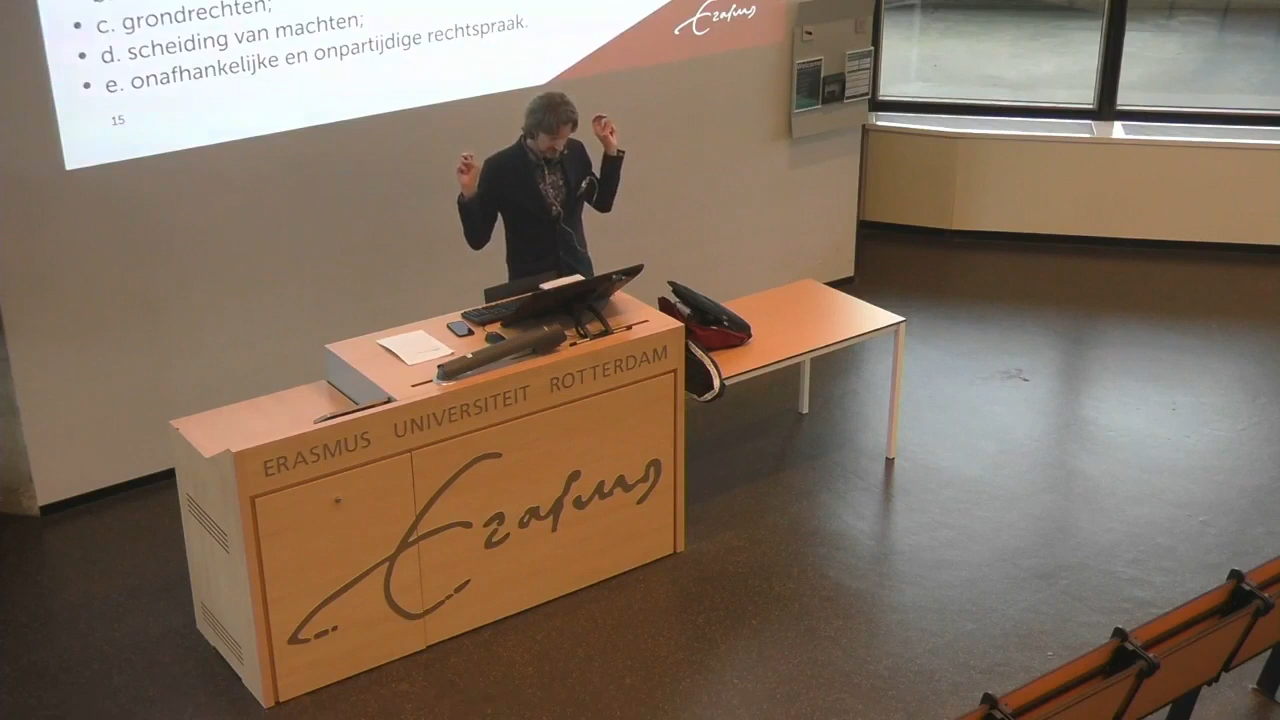 c. grondrechten;
d. scheiding van machten;
e. onafhankelijke en onpartijdige rechtspraak.
15
Erasmus
ERASMUS UNIVERSITEIT ROTTERDAM
Erasmus